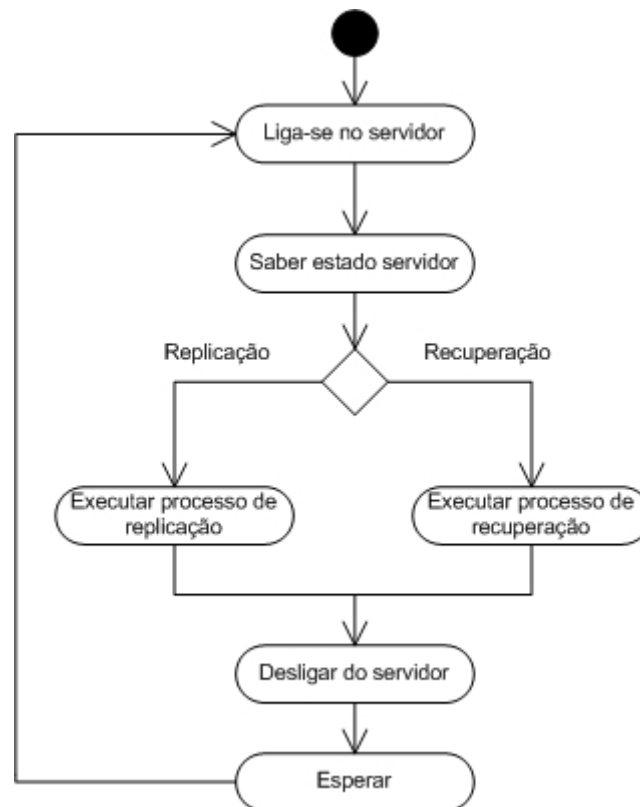 Liga-se no servidor
Saber estado servidor
Replicação
Recuperação
Executar processo de
replicação
Executar processo de
recuperação
Desligar do servidor
Esperar